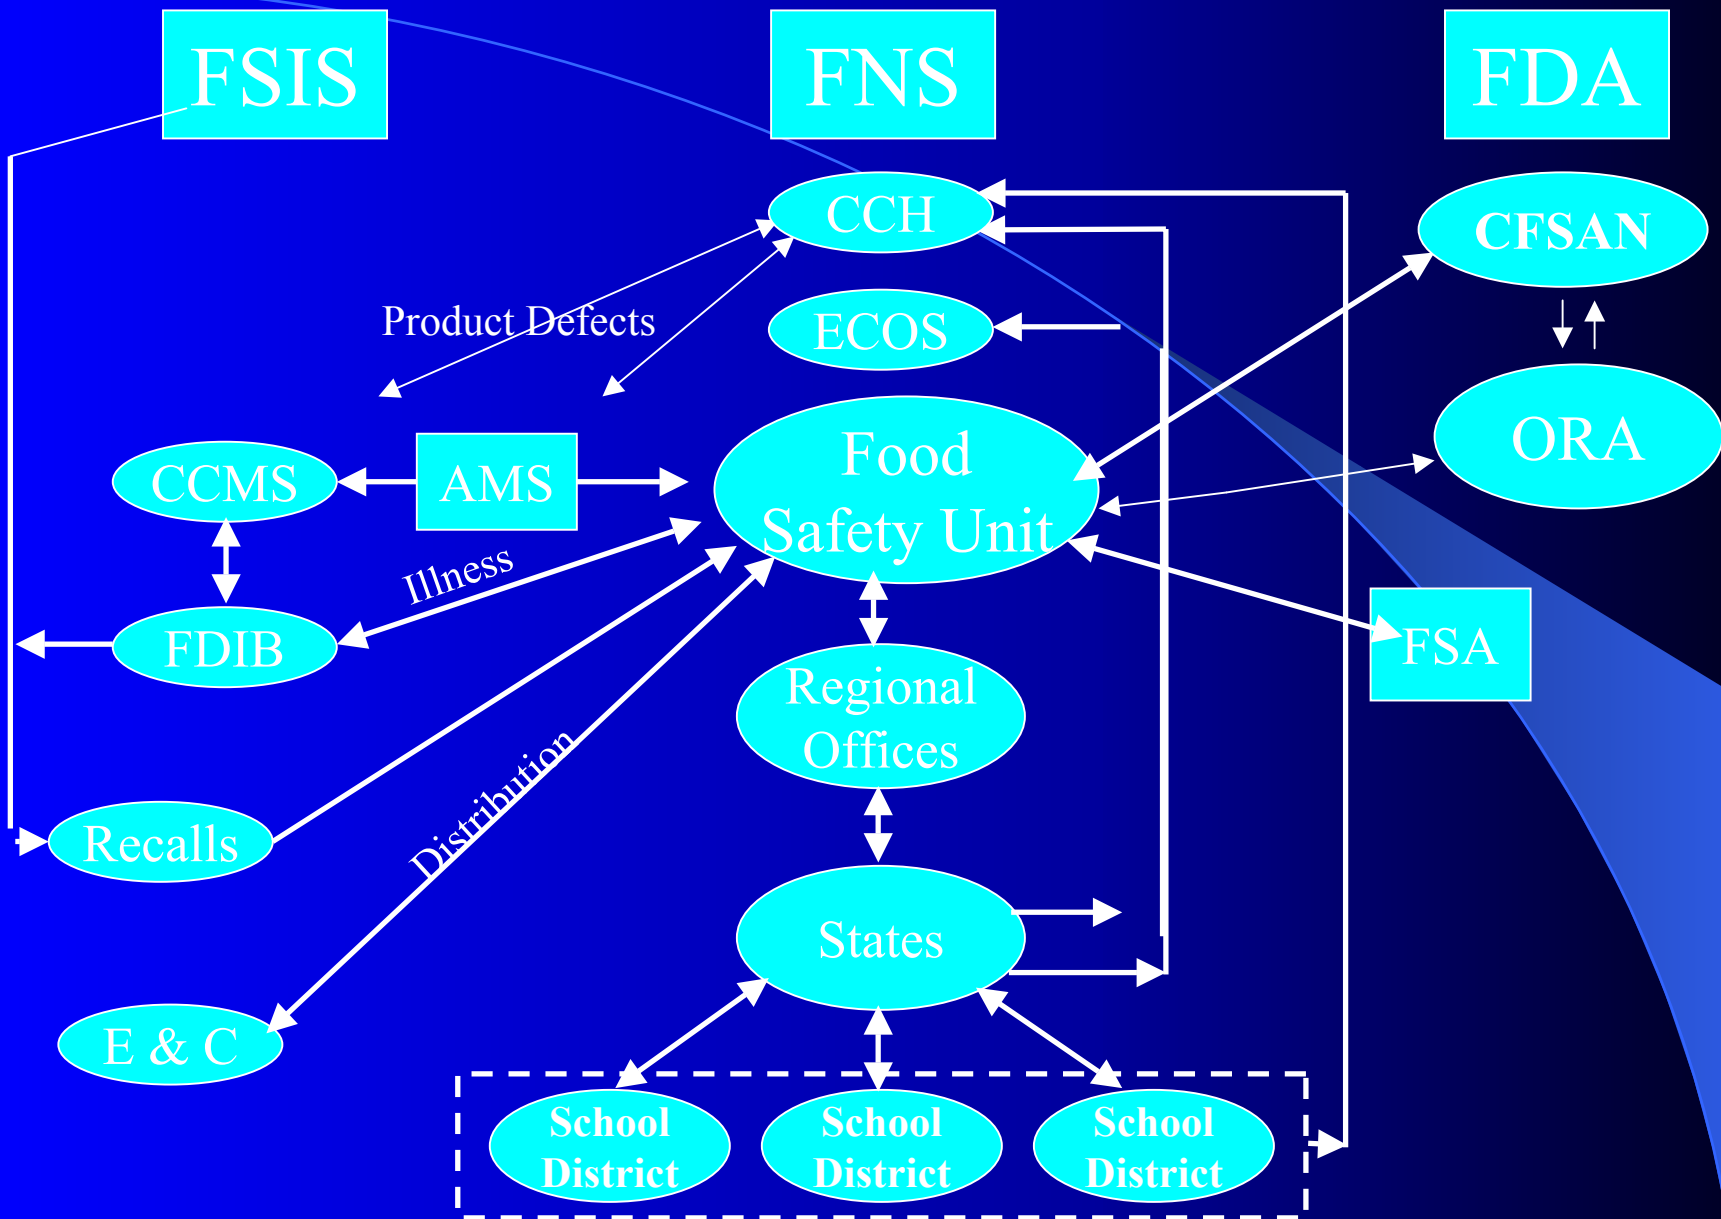 FSIS
FNS
FDA
CCH
CFSAN
Product Defects
ECOS
ORA
Food
Safety Unit
CCMS
AMS
Illness
FDIB
FSA
Regional
Offices
Distribution
Recalls
States
E & C
School
District
School
District
School
District